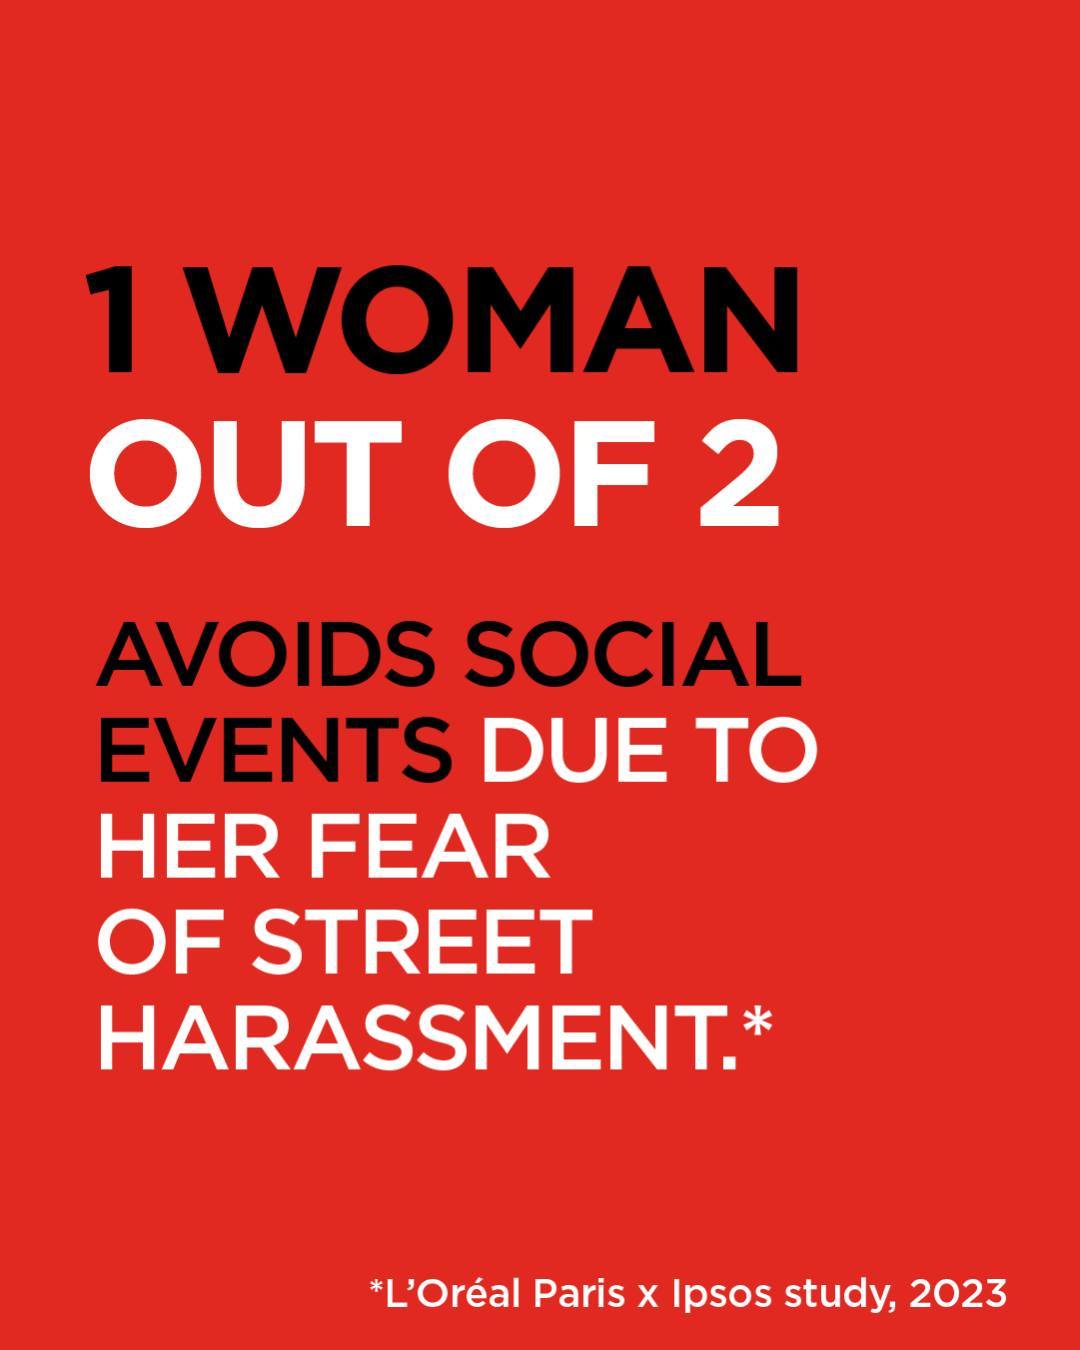 1 WOMAN
OUT OF 2
AVOIDS SOCIAL
EVENTS DUE TO
HER FEAR
OF STREET
HARASSMENT.*
*L’Oréal Paris x Ipsos study, 2023